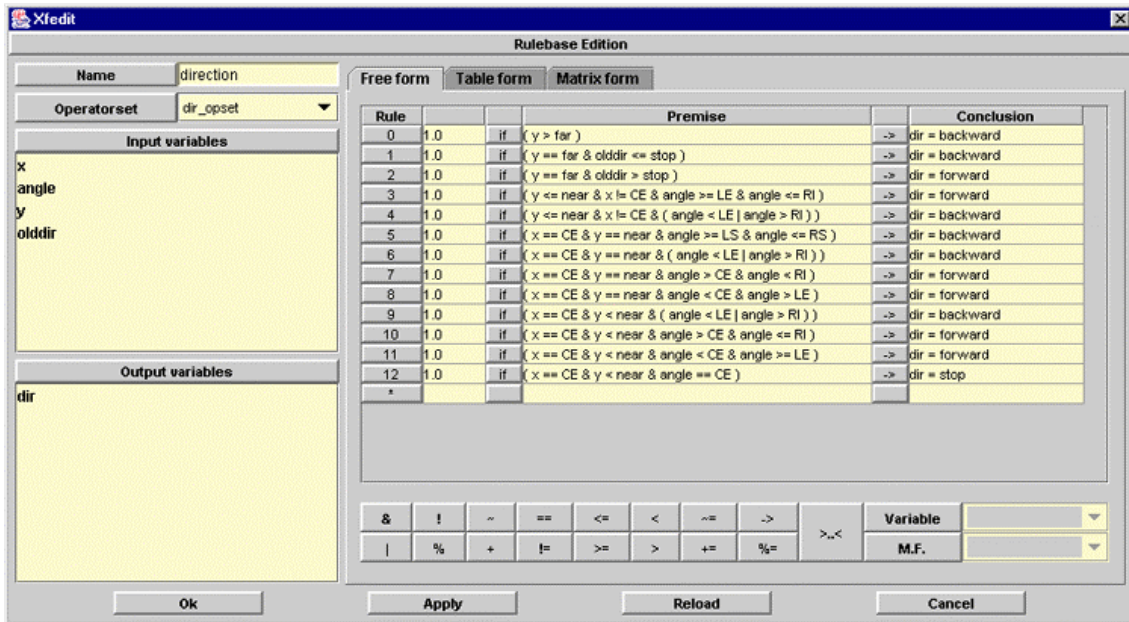 Xfedit
Rulebase Edition
Name direction
Operatorset dir_opset
Input variables
x
angle
y
olddir
Output variables
dir
Free form Table form Matrix form
Rule Premise Conclusion
0 1.0 if ( y > far ) -> dir = backward
1 1.0 if ( y == far & olddir <= stop ) -> dir = backward
2 1.0 if ( y == far & olddir > stop ) -> dir = forward
3 1.0 if ( y <= near & x != CE & angle >= LE & angle <= RI ) -> dir = forward
4 1.0 if ( y <= near & x != CE & ( angle < LE | angle > RI ) ) -> dir = backward
5 1.0 if ( x == CE & y == near & angle >= LS & angle <= RS ) -> dir = backward
6 1.0 if ( x == CE & y == near & ( angle < LE | angle > RI ) ) -> dir = backward
7 1.0 if ( x == CE & y == near & angle > CE & angle < RI ) -> dir = forward
8 1.0 if ( x == CE & y == near & angle < CE & angle > LE ) -> dir = forward
9 1.0 if ( x == CE & y < near & ( angle < LE | angle > RI ) ) -> dir = backward
10 1.0 if ( x == CE & y < near & angle > CE & angle <= RI ) -> dir = forward
11 1.0 if ( x == CE & y < near & angle < CE & angle >= LE ) -> dir = forward
12 1.0 if ( x == CE & y < near & angle == CE ) -> dir = stop
*
& ! ~ == <= < ~= -> >..< Variable
| % + != >= > += %= M.F.
Ok Apply Reload Cancel